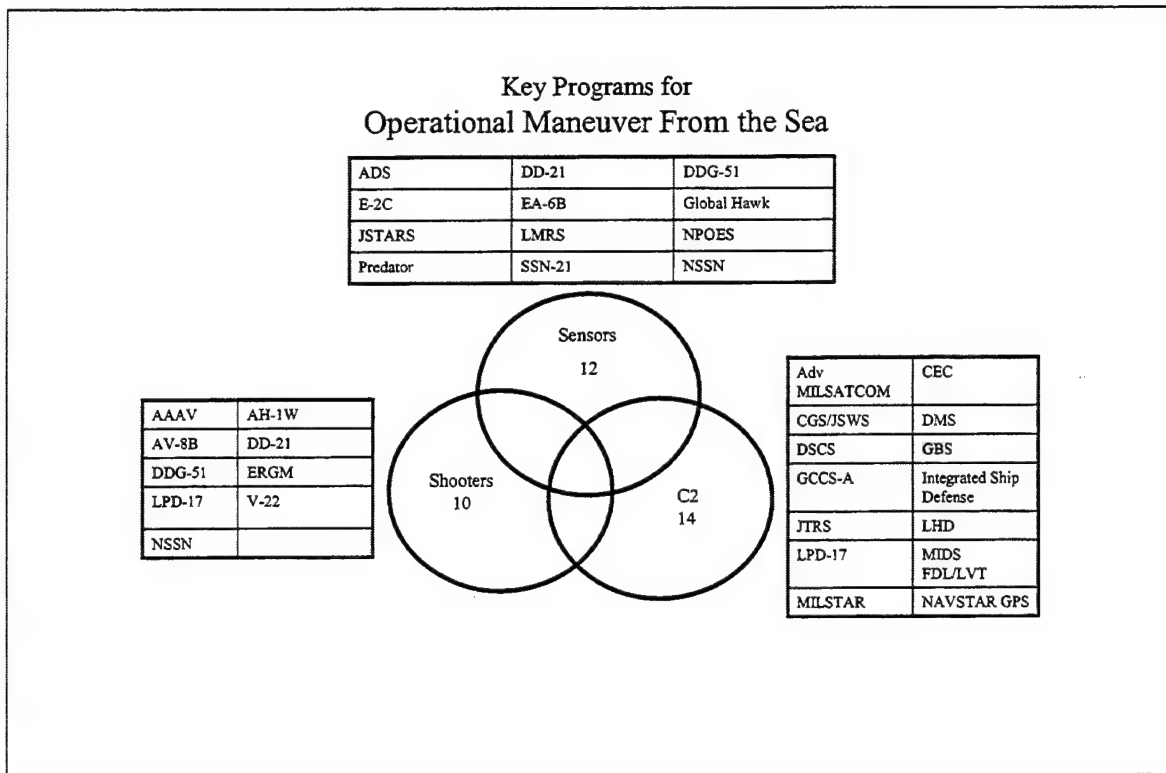 Key Programs for
Operational Maneuver From the Sea
ADS DD-21 DDG-51
E-2C EA-6B Global Hawk
JSTARS LMRS NPOES
Predator SSN-21 NSSN
Sensors
12
Shooters
10
C2
14
AAAV AH-1W
AV-8B DD-21
DDG-51 ERGM
LPD-17 V-22
NSSN
Adv
MILSATCOM
CEC
CGS/JSWS DMS
DSCS GBS
GCCS-A Integrated Ship
Defense
JTRS LHD
LPD-17 MIDS
FDL/LVT
MILSTAR NAVSTAR GPS